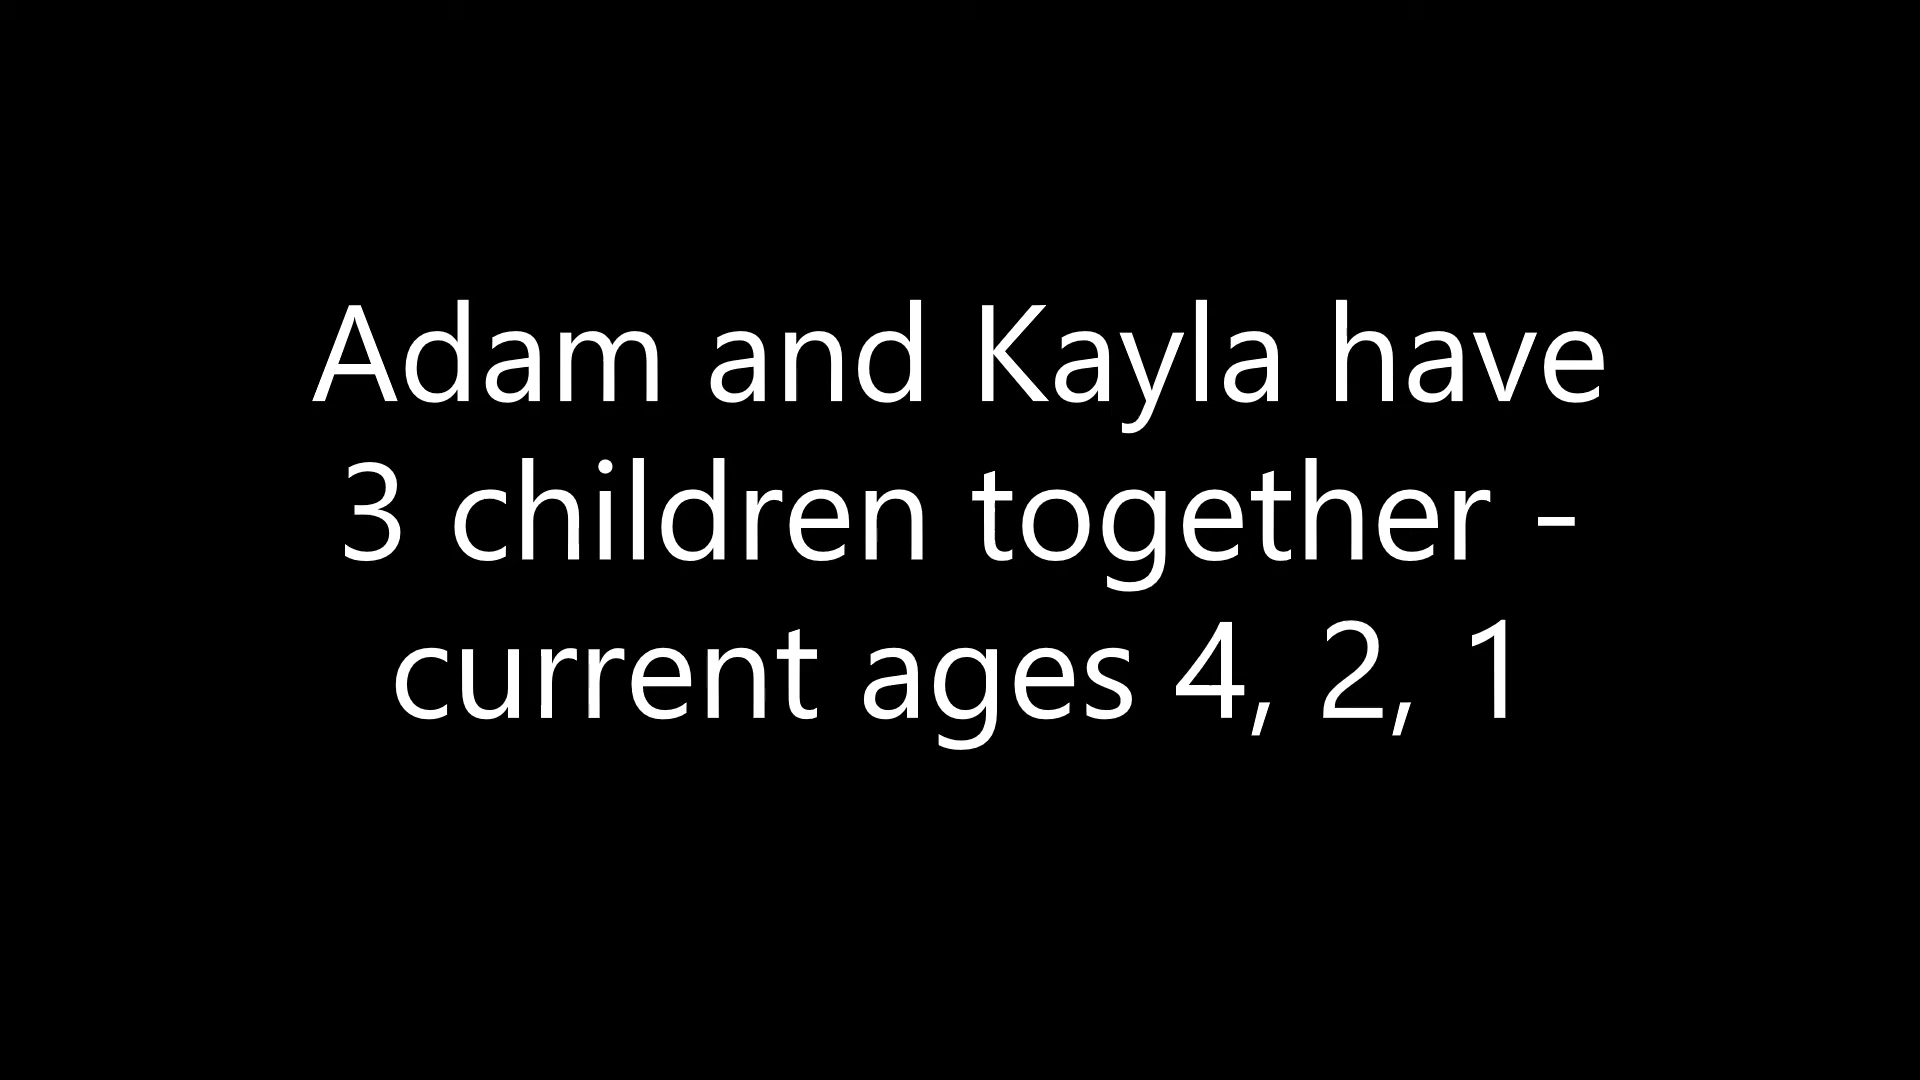 Adam and Kayla have
3 children together -
current ages 4, 2, 1